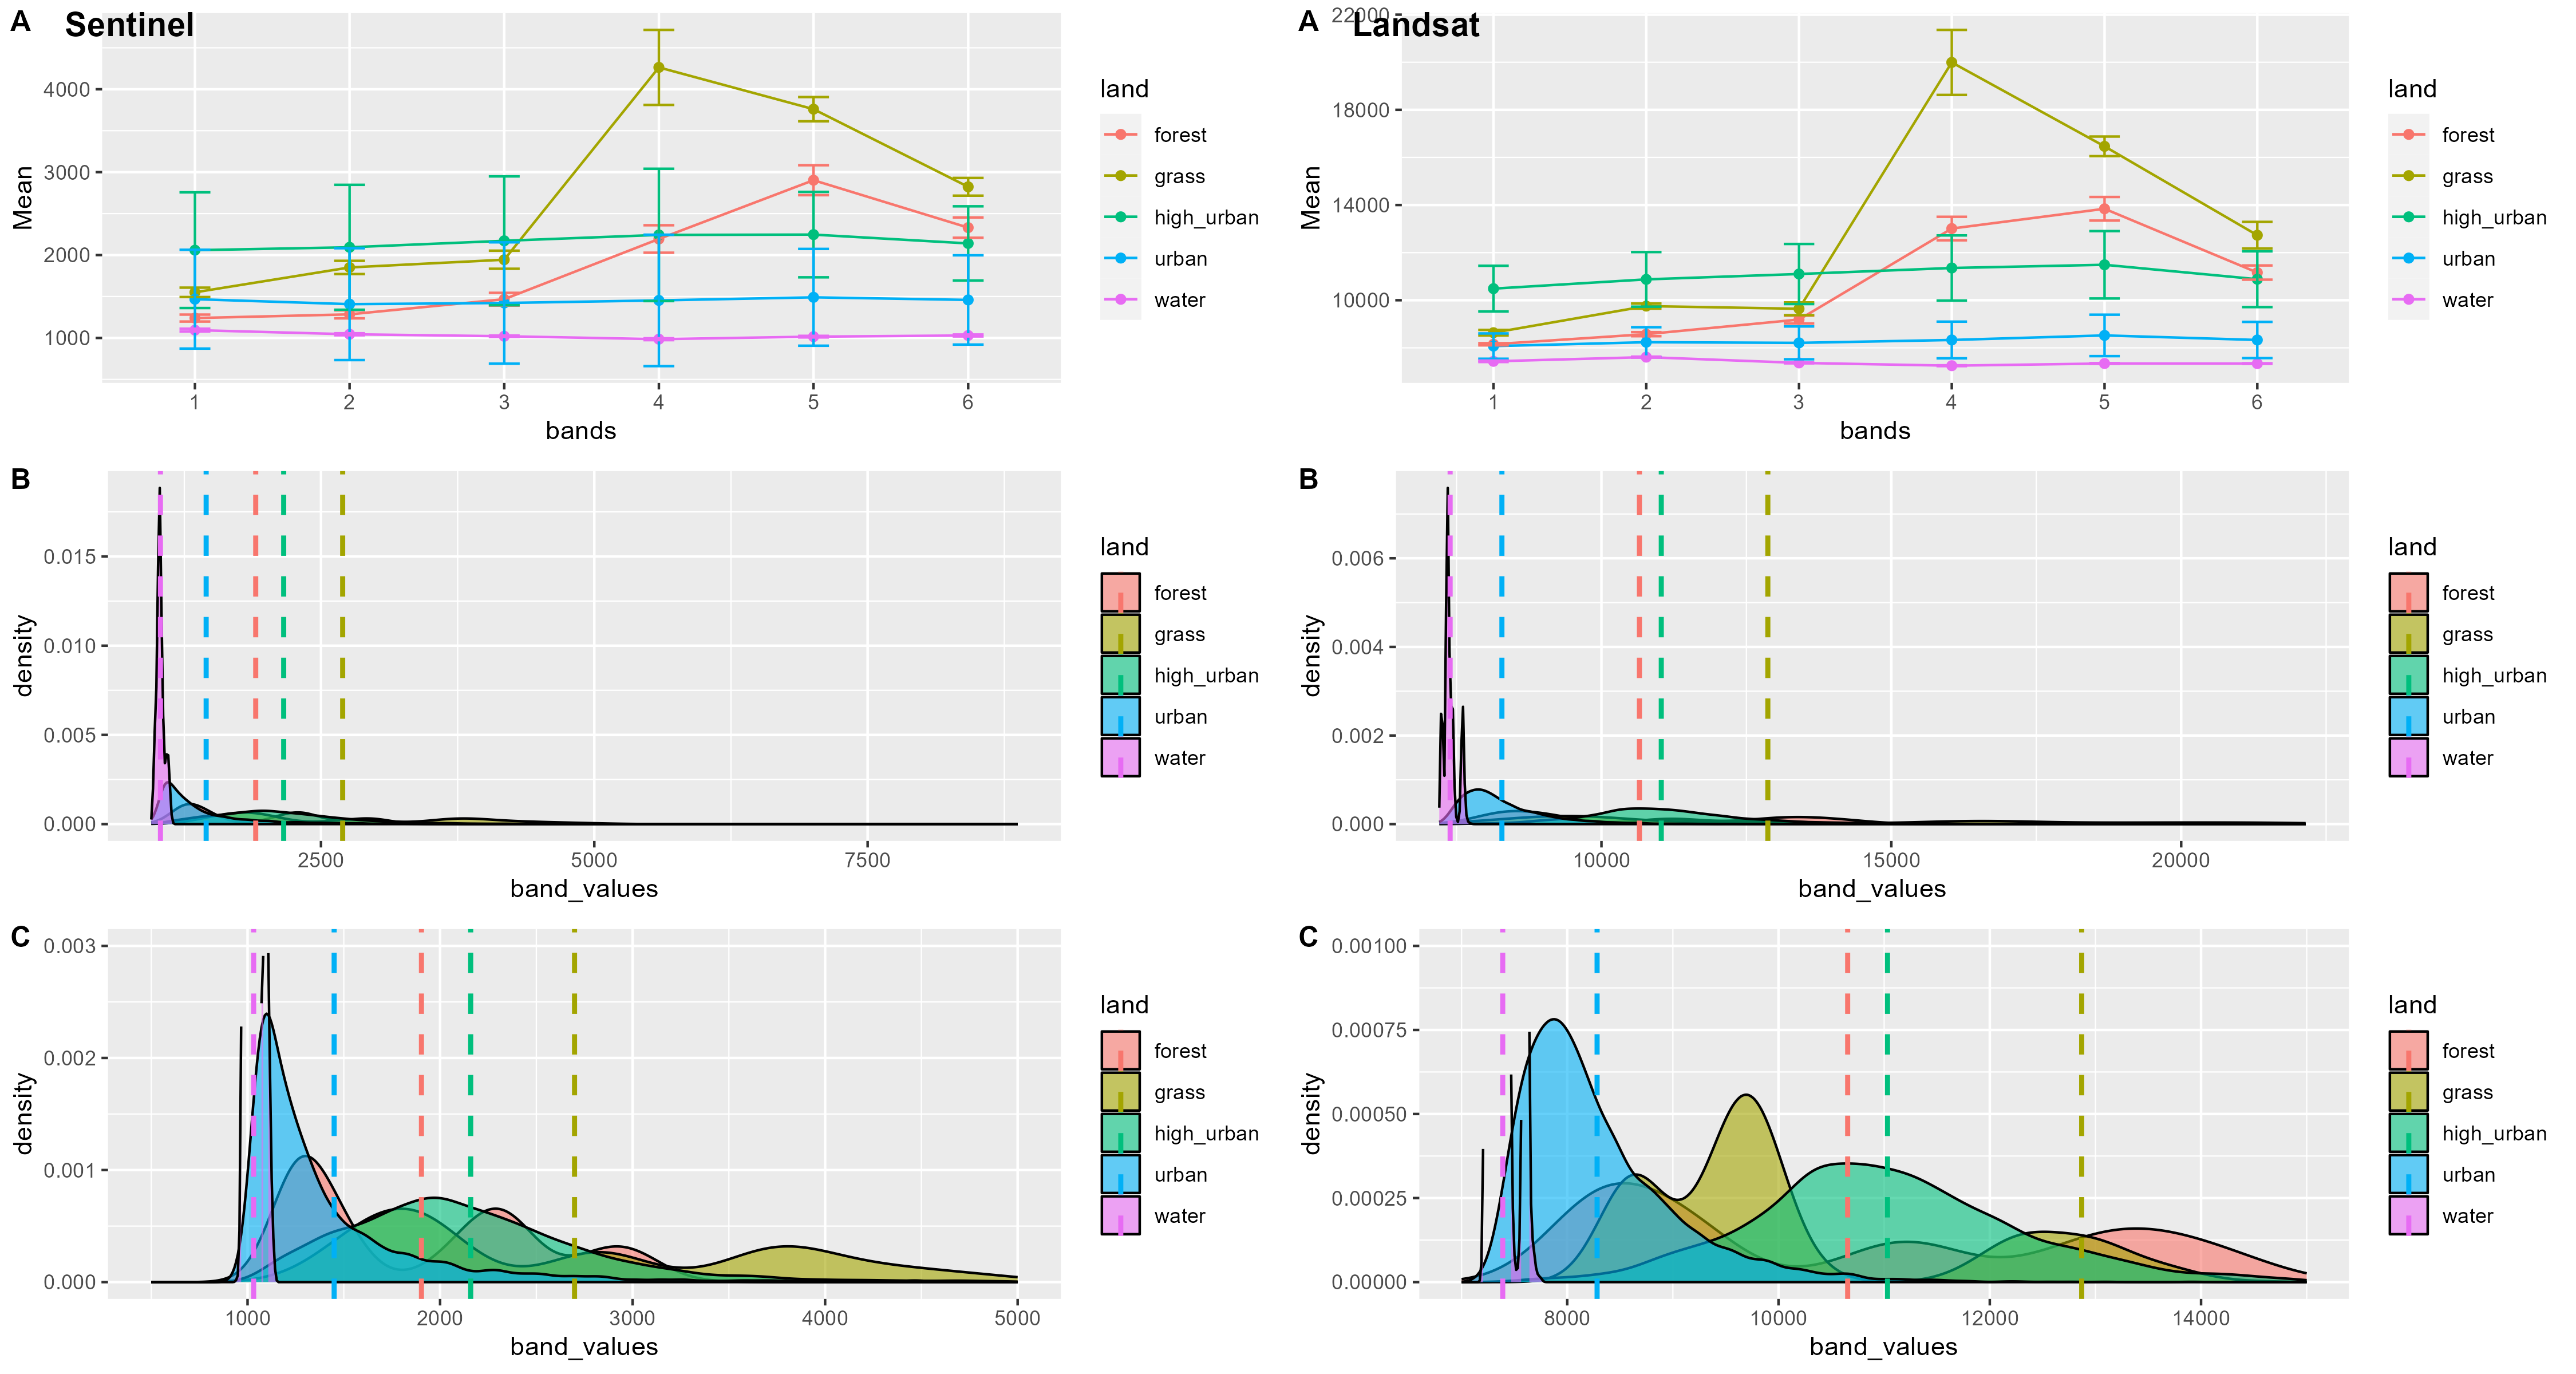 A Sentinel
4000
3000
2000
1000
Mean
1 2 3 4 5 6
bands
land
forest
grass
high_urban
urban
water
A Landsat
22000
18000
14000
10000
Mean
1 2 3 4 5 6
bands
land
forest
grass
high_urban
urban
water
B
0.015
0.010
0.005
0.000
density
2500 5000 7500
band_values
land
forest
grass
high_urban
urban
water
B
0.006
0.004
0.002
0.000
density
10000 15000 20000
band_values
land
forest
grass
high_urban
urban
water
C
0.003
0.002
0.001
0.000
density
1000 2000 3000 4000 5000
band_values
land
forest
grass
high_urban
urban
water
C
0.00100
0.00075
0.00050
0.00025
0.00000
density
8000 10000 12000 14000
band_values
land
forest
grass
high_urban
urban
water